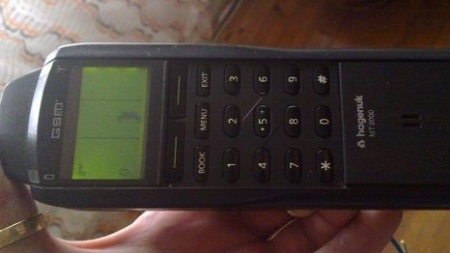 GSM
BOOK MENU EXIT
1 2 3
4 5 6
7 8 9
* 0 #
hagenuk
MT 2000